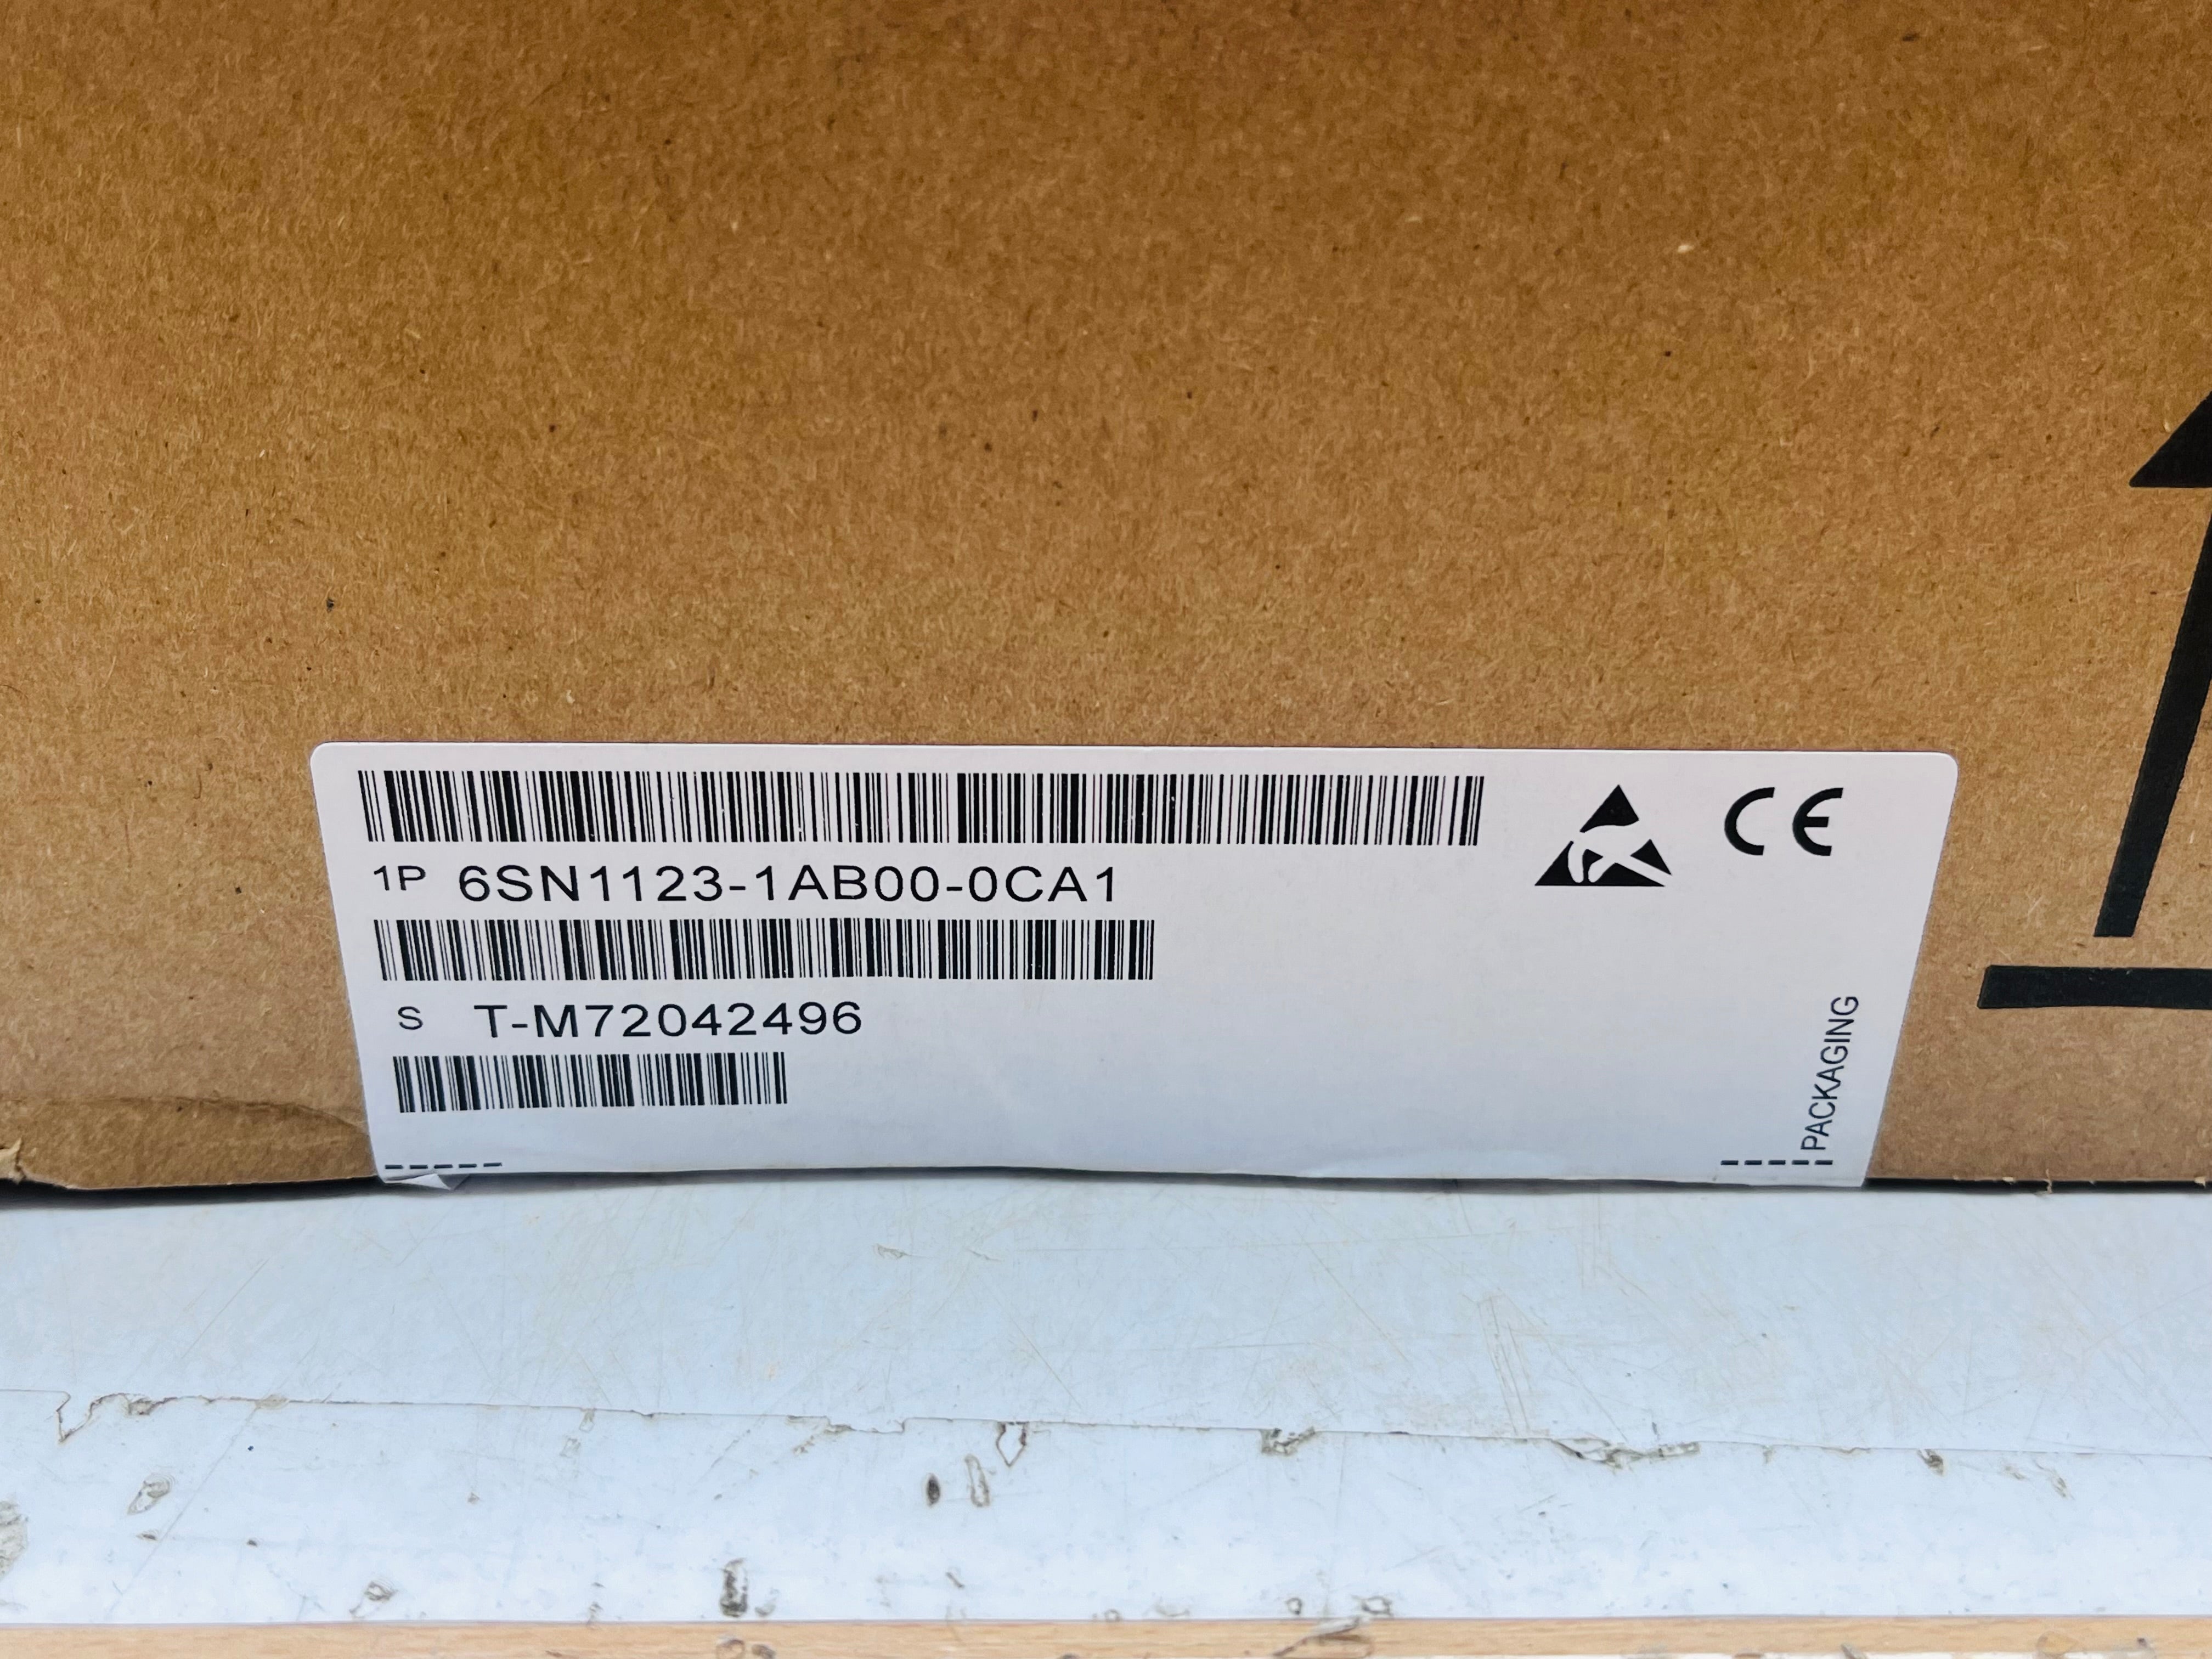 1P 6SN1123-1AB00-0CA1
S T-M72042496
CE
PACKAGING